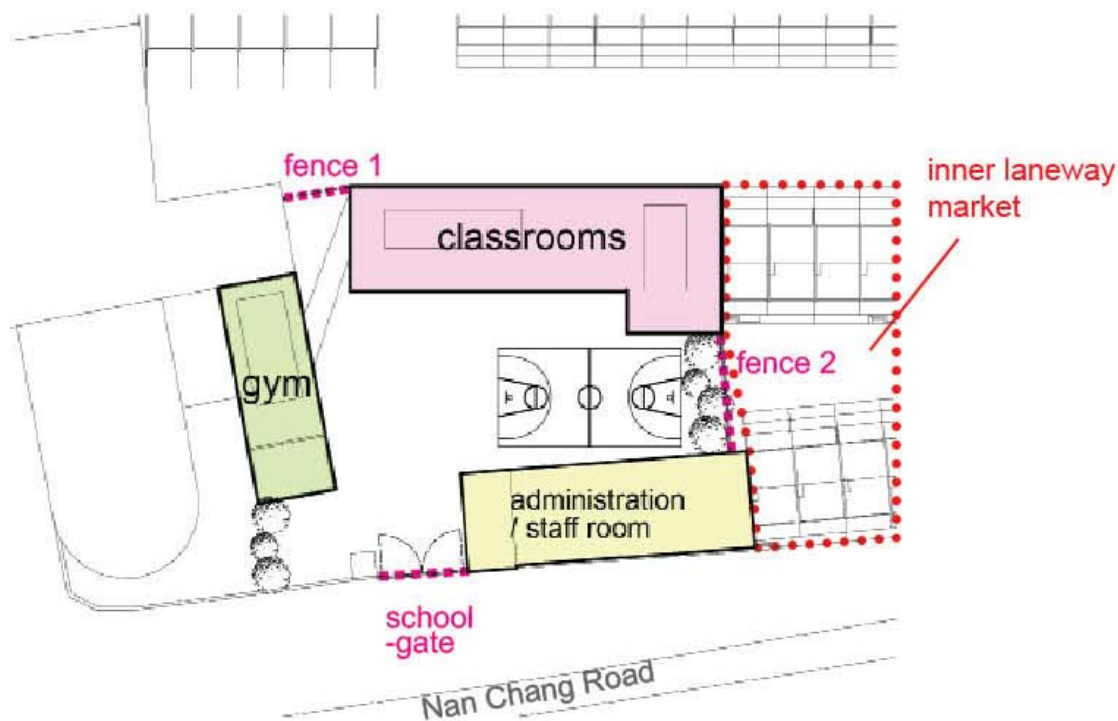 fence 1
inner laneway
market
classrooms
fence 2
gym
administration
/ staff room
school
-gate
Nan Chang Road